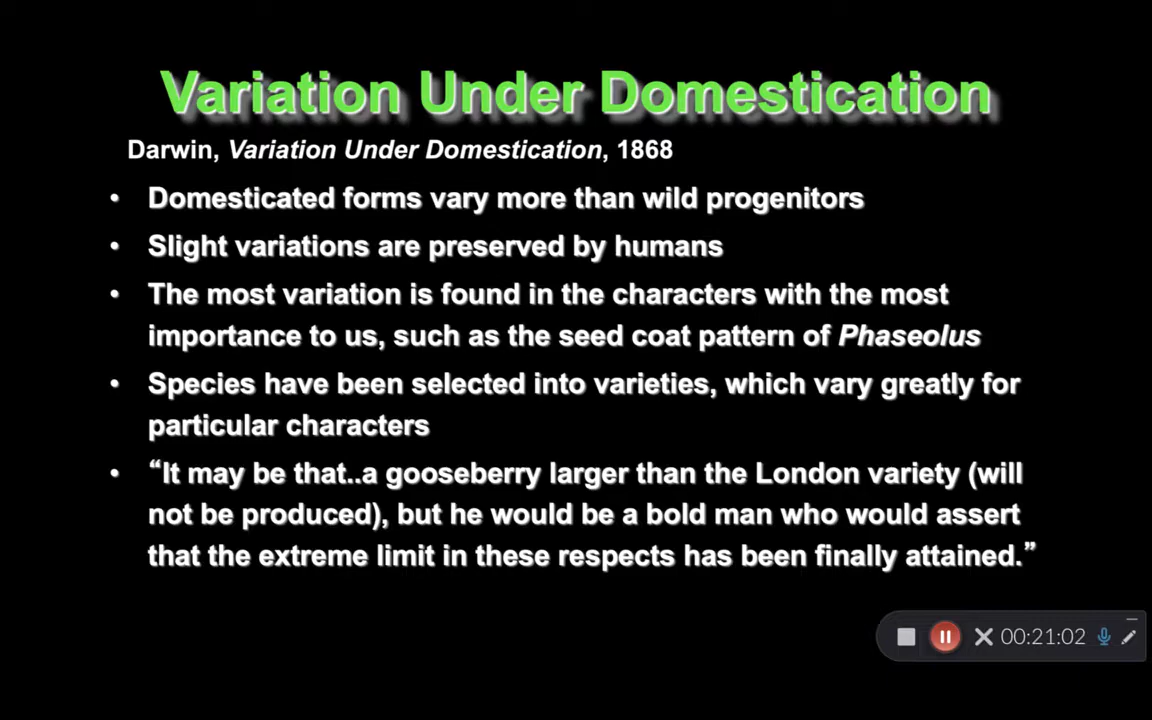 Variation Under Domestication
Darwin, Variation Under Domestication, 1868
• Domesticated forms vary more than wild progenitors
• Slight variations are preserved by humans
• The most variation is found in the characters with the most
importance to us, such as the seed coat pattern of Phaseolus
• Species have been selected into varieties, which vary greatly for
particular characters
• “It may be that..a gooseberry larger than the London variety (will
not be produced), but he would be a bold man who would assert
that the extreme limit in these respects has been finally attained.”
00:21:02